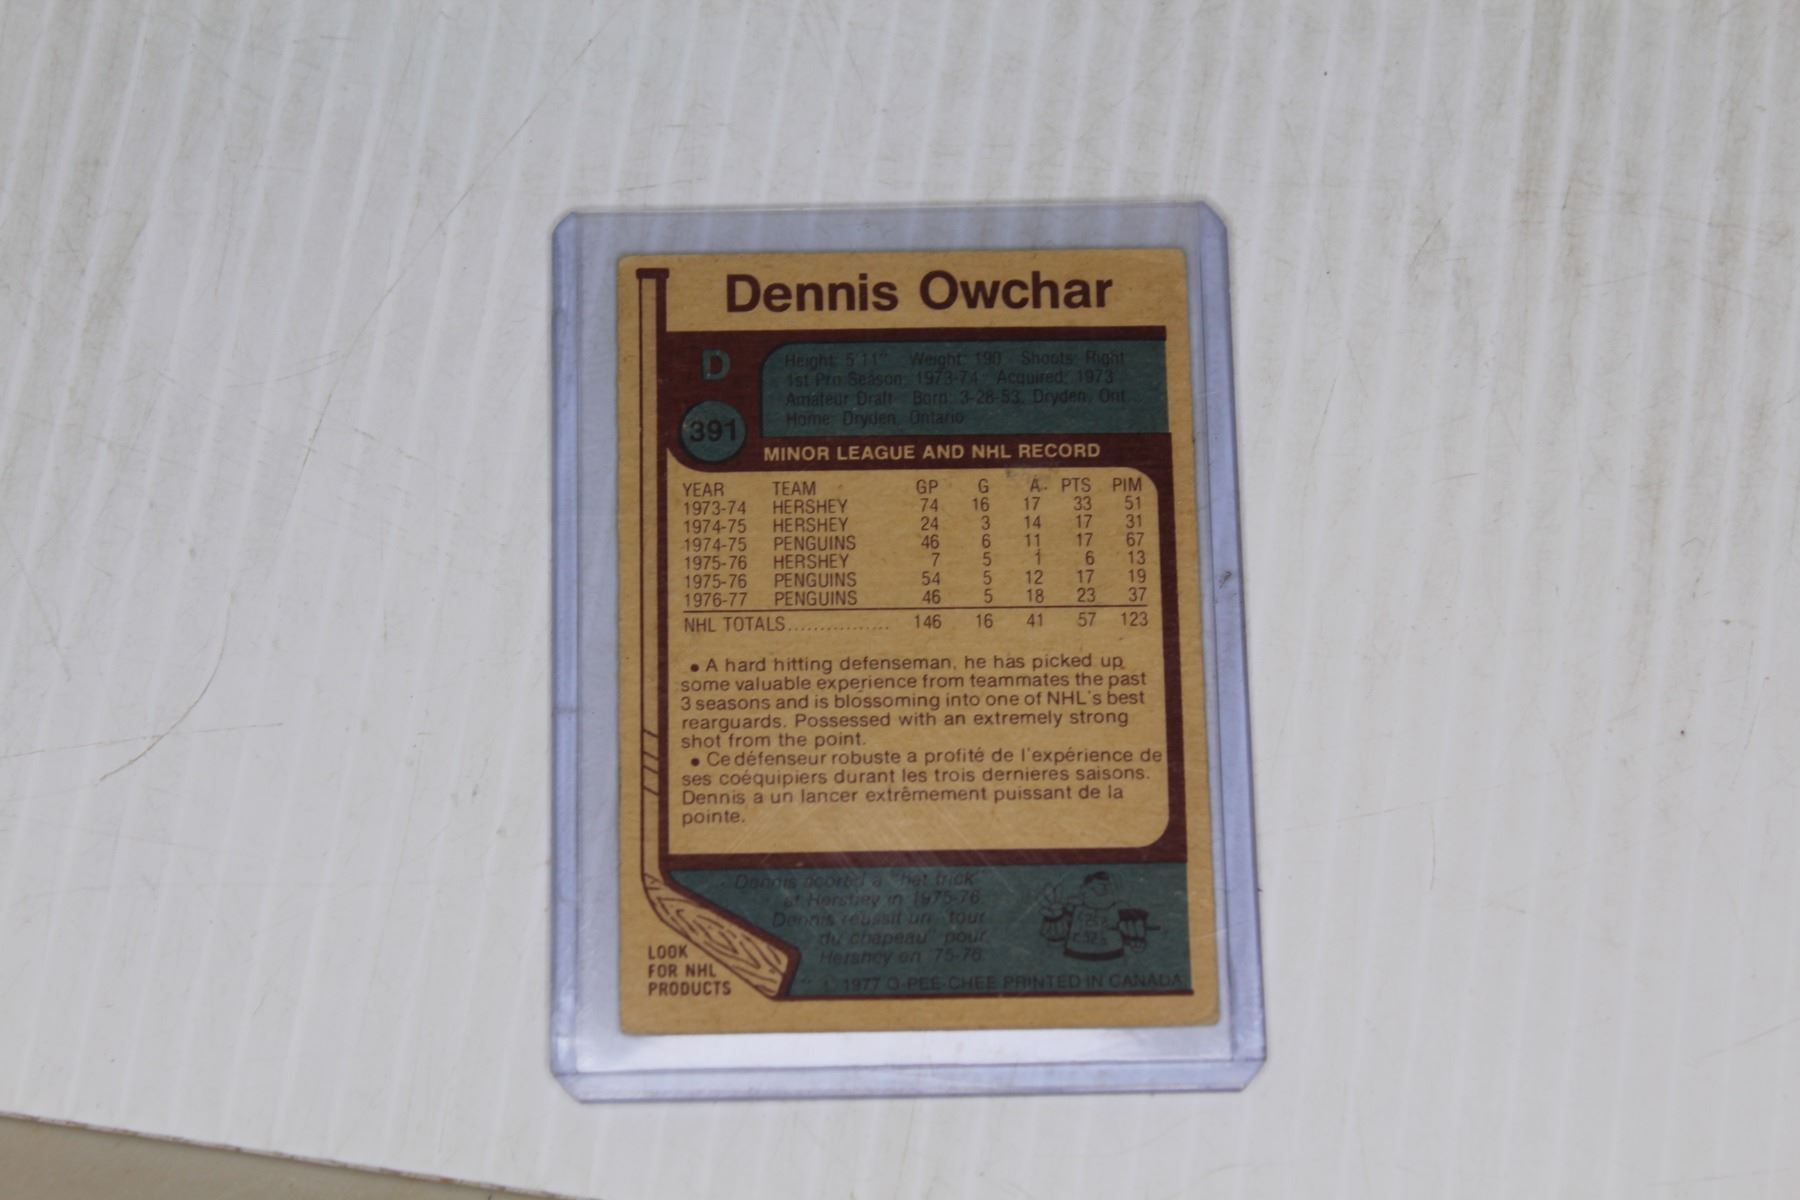 Dennis Owchar
D
Height: 5'11" Weight: 190 Shoots: Right
1st Pro Season: 1973-74 Acquired: 1973
Amateur Draft Born: 3-28-53, Dryden, Ont.
Home: Dryden, Ontario
391
MINOR LEAGUE AND NHL RECORD
YEAR TEAM GP G A PTS PIM
1973-74 HERSHEY 74 16 17 33 51
1974-75 HERSHEY 24 3 14 17 31
1974-75 PENGUINS 46 6 11 17 67
1975-76 HERSHEY 7 5 1 6 13
1975-76 PENGUINS 54 5 12 17 19
1976-77 PENGUINS 46 5 18 23 37
NHL TOTALS................ 146 16 41 57 123
• A hard hitting defenseman, he has picked up
some valuable experience from teammates the past
3 seasons and is blossoming into one of NHL's best
rearguards. Possessed with an extremely strong
shot from the point.
• Ce défenseur robuste a profité de l'expérience de
ses coéquipiers durant les trois dernieres saisons.
Dennis a un lancer extrêmement puissant de la
pointe.
Dennis scored a "hat trick"
at Hershey in 1975-76.
Dennis réussit un "tour
du chapeau" pour
Hershey en '75-76.
LOOK
FOR NHL
PRODUCTS
© 1977 O-PEE-CHEE PRINTED IN CANADA